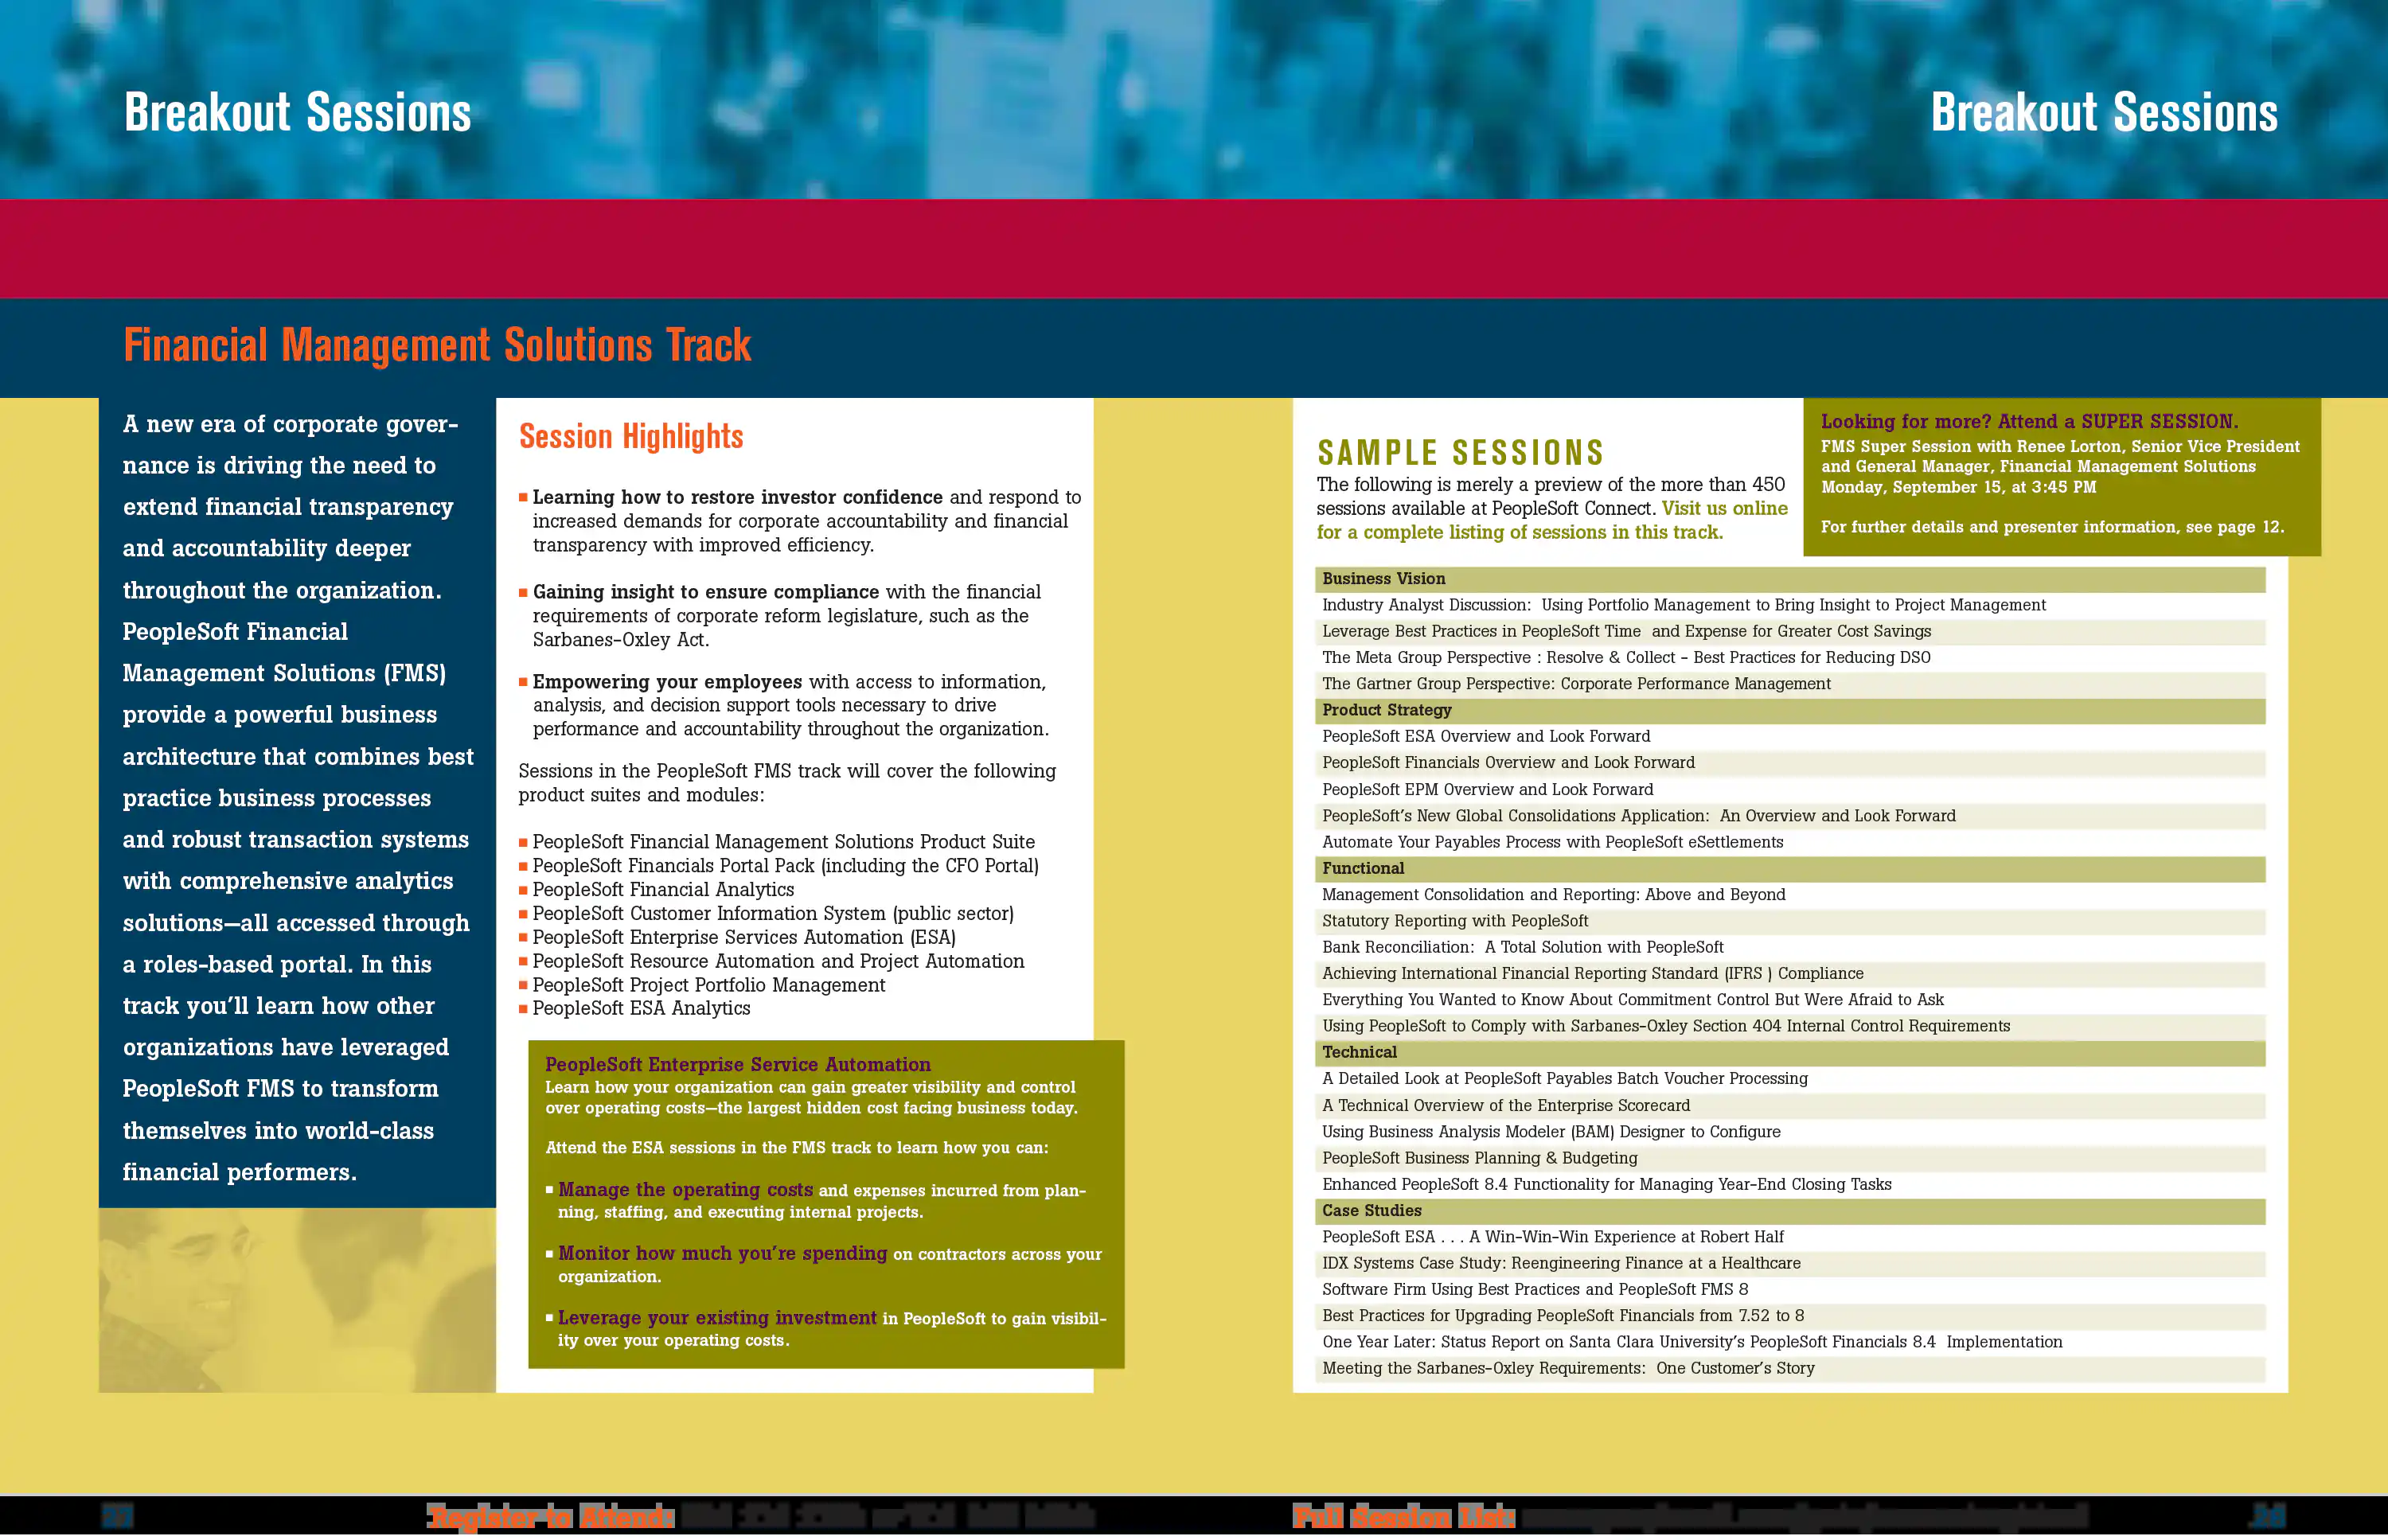 Breakout Sessions
Breakout Sessions
Financial Management Solutions Track
A new era of corporate gover-
nance is driving the need to
extend financial transparency
and accountability deeper
throughout the organization.
PeopleSoft Financial
Management Solutions (FMS)
provide a powerful business
architecture that combines best
practice business processes
and robust transaction systems
with comprehensive analytics
solutions—all accessed through
a roles-based portal. In this
track you'll learn how other
organizations have leveraged
PeopleSoft FMS to transform
themselves into world-class
financial performers.
Session Highlights
■ Learning how to restore investor confidence and respond to
increased demands for corporate accountability and financial
transparency with improved efficiency.
■ Gaining insight to ensure compliance with the financial
requirements of corporate reform legislature, such as the
Sarbanes-Oxley Act.
■ Empowering your employees with access to information,
analysis, and decision support tools necessary to drive
performance and accountability throughout the organization.
Sessions in the PeopleSoft FMS track will cover the following
product suites and modules:
■ PeopleSoft Financial Management Solutions Product Suite
■ PeopleSoft Financials Portal Pack (including the CFO Portal)
■ PeopleSoft Financial Analytics
■ PeopleSoft Customer Information System (public sector)
■ PeopleSoft Enterprise Services Automation (ESA)
■ PeopleSoft Resource Automation and Project Automation
■ PeopleSoft Project Portfolio Management
■ PeopleSoft ESA Analytics
PeopleSoft Enterprise Service Automation
Learn how your organization can gain greater visibility and control
over operating costs—the largest hidden cost facing business today.
Attend the ESA sessions in the FMS track to learn how you can:
■ Manage the operating costs and expenses incurred from plan-
ning, staffing, and executing internal projects.
■ Monitor how much you're spending on contractors across your
organization.
■ Leverage your existing investment in PeopleSoft to gain visibil-
ity over your operating costs.
SAMPLE SESSIONS
The following is merely a preview of the more than 450
sessions available at PeopleSoft Connect. Visit us online
for a complete listing of sessions in this track.
Looking for more? Attend a SUPER SESSION.
FMS Super Session with Renee Lorton, Senior Vice President
and General Manager, Financial Management Solutions
Monday, September 15, at 3:45 PM
For further details and presenter information, see page 12.
Business Vision
Industry Analyst Discussion: Using Portfolio Management to Bring Insight to Project Management
Leverage Best Practices in PeopleSoft Time and Expense for Greater Cost Savings
The Meta Group Perspective : Resolve & Collect - Best Practices for Reducing DSO
The Gartner Group Perspective: Corporate Performance Management
Product Strategy
PeopleSoft ESA Overview and Look Forward
PeopleSoft Financials Overview and Look Forward
PeopleSoft EPM Overview and Look Forward
PeopleSoft's New Global Consolidations Application: An Overview and Look Forward
Automate Your Payables Process with PeopleSoft eSettlements
Functional
Management Consolidation and Reporting: Above and Beyond
Statutory Reporting with PeopleSoft
Bank Reconciliation: A Total Solution with PeopleSoft
Achieving International Financial Reporting Standard (IFRS ) Compliance
Everything You Wanted to Know About Commitment Control But Were Afraid to Ask
Using PeopleSoft to Comply with Sarbanes-Oxley Section 404 Internal Control Requirements
Technical
A Detailed Look at PeopleSoft Payables Batch Voucher Processing
A Technical Overview of the Enterprise Scorecard
Using Business Analysis Modeler (BAM) Designer to Configure
PeopleSoft Business Planning & Budgeting
Enhanced PeopleSoft 8.4 Functionality for Managing Year-End Closing Tasks
Case Studies
PeopleSoft ESA . . . A Win-Win-Win Experience at Robert Half
IDX Systems Case Study: Reengineering Finance at a Healthcare
Software Firm Using Best Practices and PeopleSoft FMS 8
Best Practices for Upgrading PeopleSoft Financials from 7.52 to 8
One Year Later: Status Report on Santa Clara University's PeopleSoft Financials 8.4 Implementation
Meeting the Sarbanes-Oxley Requirements: One Customer's Story
Register to Attend:
Full Session List: